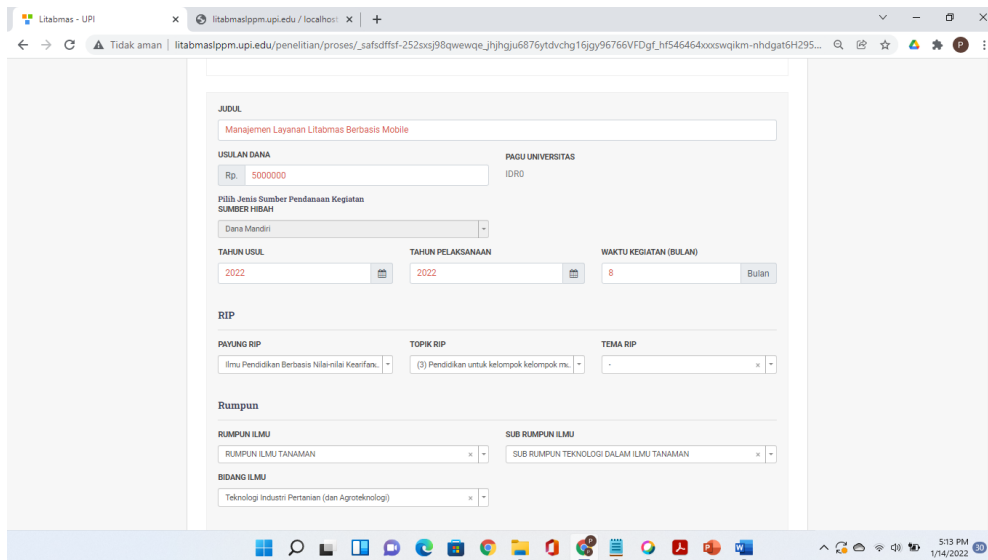 Litabmas - UPI
litabmaslppm.upi.edu / localhos
Tidak aman litabmaslppm.upi.edu/penelitian/proses/_safsdffsf-252sxsj98qwewqe_jhjhgju6876ytdvchg16jgy96766VFDgf_hf546464xxxswqikm-nhdgat6H295...
P
JUDUL
Manajemen Layanan Litabmas Berbasis Mobile
USULAN DANA PAGU UNIVERSITAS
Rp. 5000000 IDR0
Pilih Jenis Sumber Pendanaan Kegiatan
SUMBER HIBAH
Dana Mandiri
TAHUN USUL TAHUN PELAKSANAAN WAKTU KEGIATAN (BULAN)
2022 2022 8 Bulan
RIP
PAYUNG RIP TOPIK RIP TEMA RIP
Ilmu Pendidikan Berbasis Nilai-nilai Kearifan... (3) Pendidikan untuk kelompok kelompok mu... -
Rumpun
RUMPUN ILMU SUB RUMPUN ILMU
RUMPUN ILMU TANAMAN SUB RUMPUN TEKNOLOGI DALAM ILMU TANAMAN
BIDANG ILMU
Teknologi Industri Pertanian (dan Agroteknologi)
5:13 PM
1/14/2022
30